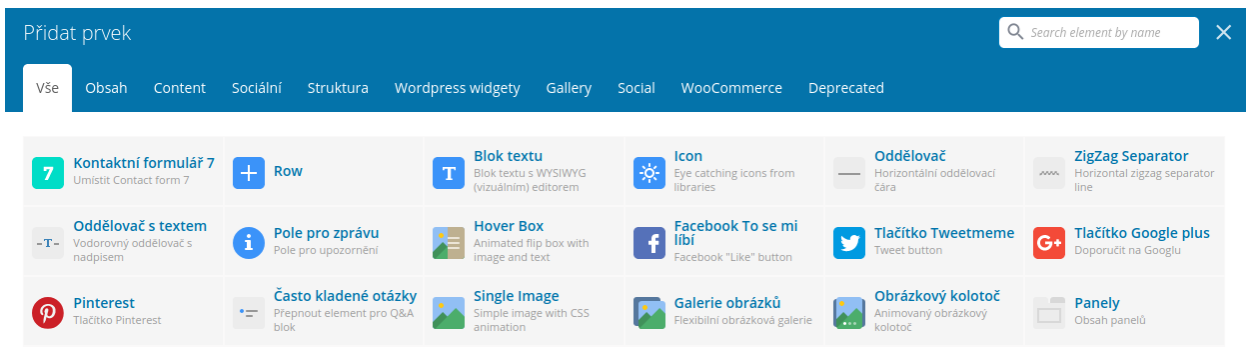 Přidat prvek
Search element by name
Vše Obsah Content Sociální Struktura Wordpress widgety Gallery Social WooCommerce Deprecated
7
Kontaktní formulář 7
Umístit Contact form 7
Row
T
Blok textu
Blok textu s WYSIWYG
(vizuálním) editorem
Icon
Eye catching icons from
libraries
Oddělovač
Horizontální oddělovací
čára
ZigZag Separator
Horizontal zigzag separator
line
-T-
Oddělovač s textem
Vodorovný oddělovač s
nadpisem
i
Pole pro zprávu
Pole pro upozornění
Hover Box
Animated flip box with
image and text
f
Facebook To se mi
líbí
Facebook "Like" button
Tlačítko Tweetmeme
Tweet button
G+
Tlačítko Google plus
Doporučit na Googlu
Pinterest
Tlačítko Pinterest
Často kladené otázky
Přepnout element pro Q&A
blok
Single Image
Simple image with CSS
animation
Galerie obrázků
Flexibilní obrázková galerie
Obrázkový kolotoč
Animovaný obrázkový
kolotoč
Panely
Obsah panelů